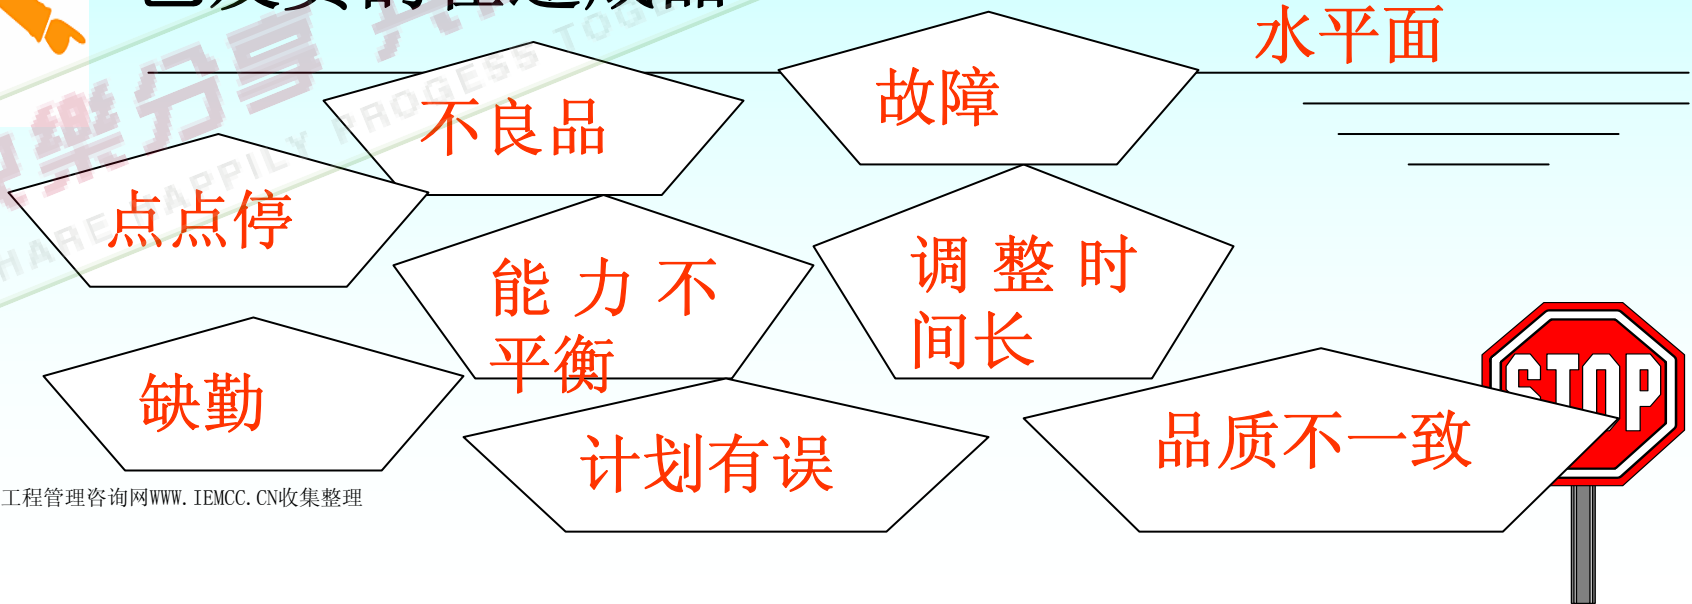 水平面
故障
不良品
点点停
调 整 时
间长
能 力 不
平衡
缺勤
STOP
品质不一致
计划有误
工程管理咨询网WWW.IEMCC.CN收集整理